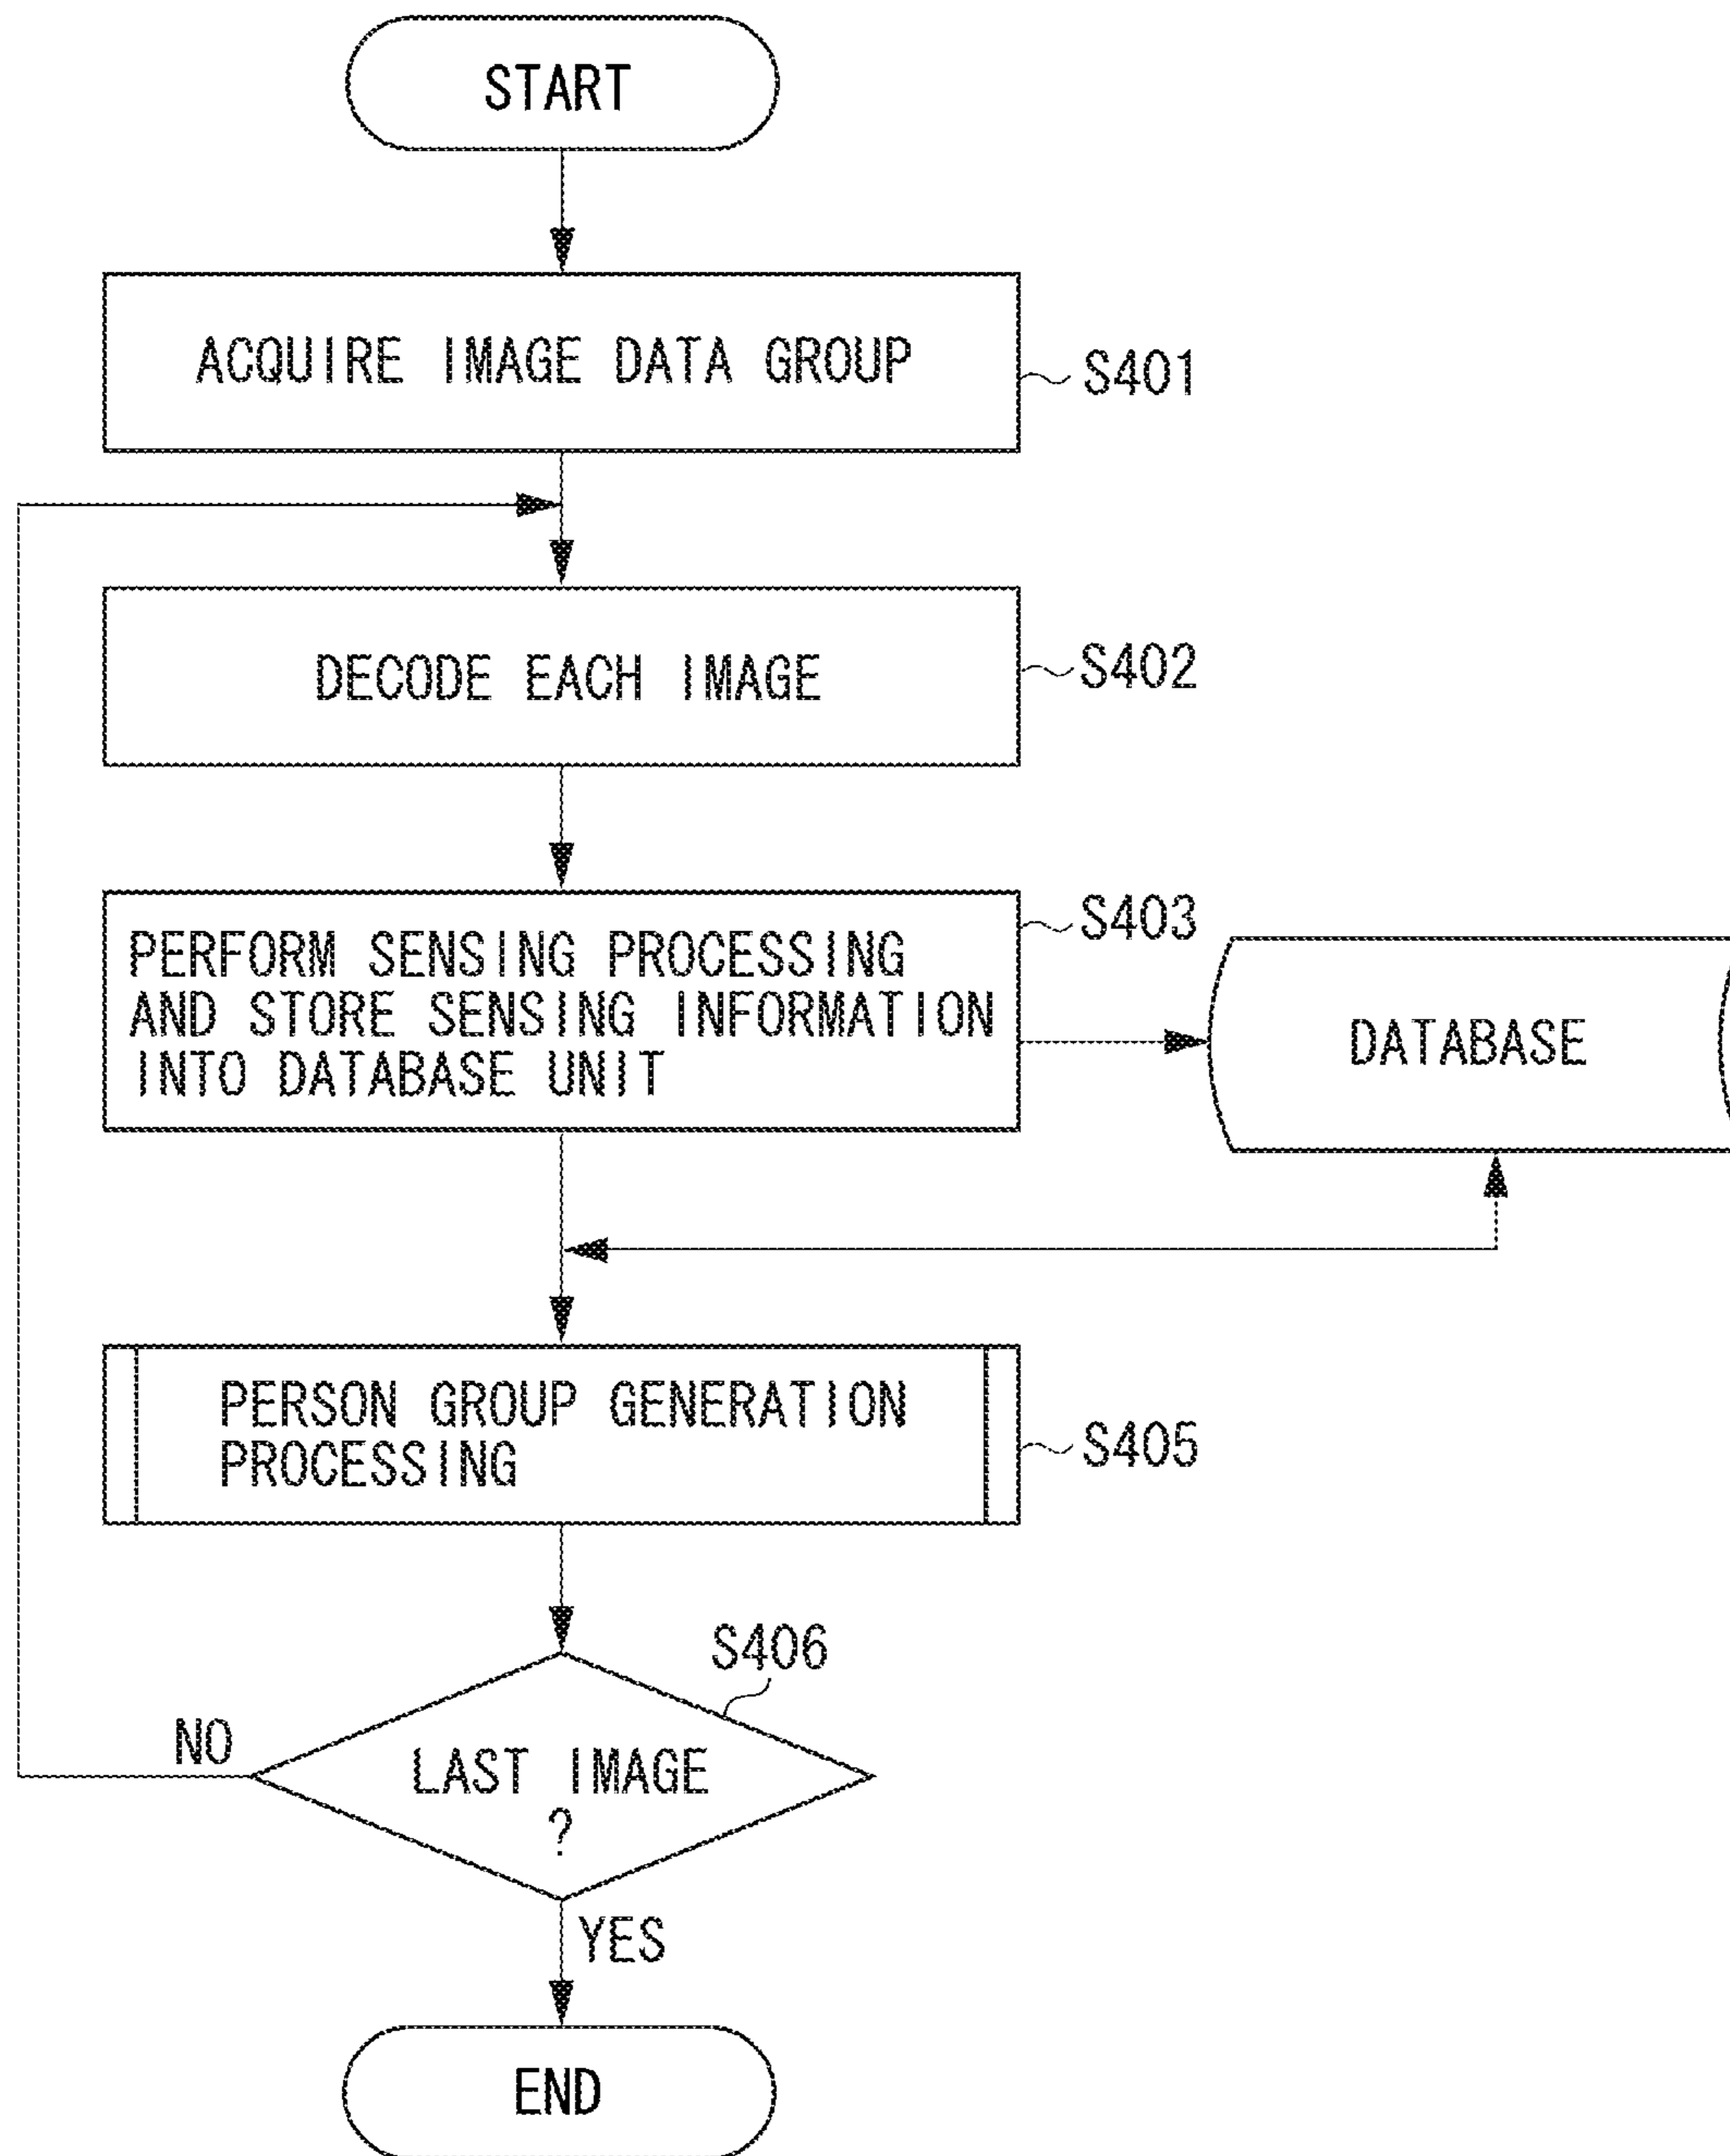 START
ACQUIRE IMAGE DATA GROUP
S401
DECODE EACH IMAGE
S402
PERFORM SENSING PROCESSING
AND STORE SENSING INFORMATION
INTO DATABASE UNIT
S403
DATABASE
PERSON GROUP GENERATION
PROCESSING
S405
S406
LAST IMAGE
?
NO
YES
END